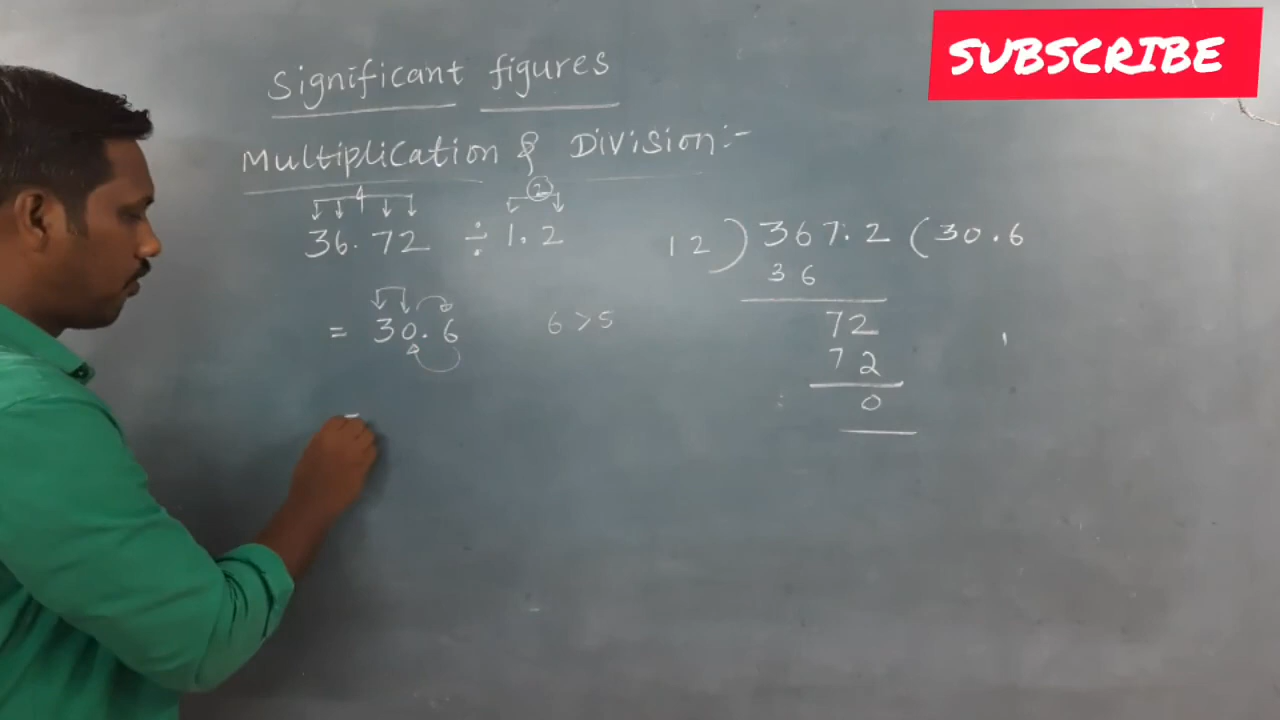 SUBSCRIBE
Significant figures
Multiplication & Division:-
4 2
36.72 ÷ 1.2
= 30.6 6 > 5
=
12 ) 367.2 ( 30.6
36
72
72
0